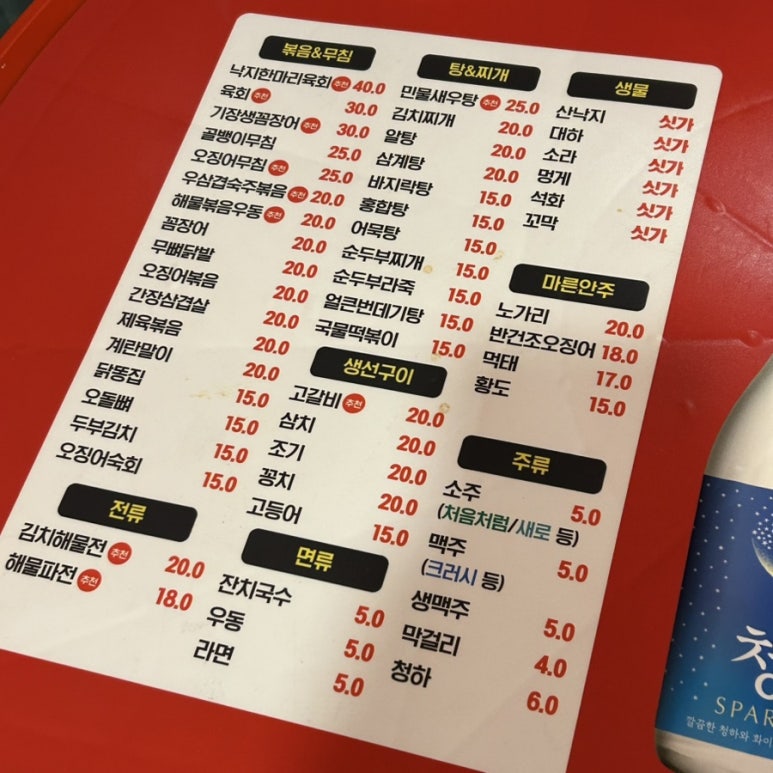 볶음&무침
낙지한마리육회 추천 40.0
육회 추천 30.0
기장생꼼장어 추천 30.0
골뱅이무침 25.0
오징어무침 추천 25.0
우삼겹숙주볶음 추천 20.0
해물볶음우동 추천 20.0
꼼장어 20.0
무뼈닭발 20.0
오징어볶음 20.0
간장삼겹살 20.0
제육볶음 20.0
계란말이 20.0
닭똥집 15.0
오돌뼈 15.0
두부김치 15.0
오징어숙회 15.0
전류
김치해물전 추천 20.0
해물파전 추천 18.0
탕&찌개
민물새우탕 추천 25.0
김치찌개 20.0
알탕 20.0
삼계탕 20.0
바지락탕 15.0
홍합탕 15.0
어묵탕 15.0
순두부찌개 15.0
순두부라죽 15.0
얼큰번데기탕 15.0
국물떡볶이 15.0
생선구이
고갈비 추천 20.0
삼치 20.0
조기 20.0
꽁치 20.0
고등어 15.0
면류
잔치국수 5.0
우동 5.0
라면 5.0
생물
산낙지 싯가
대하 싯가
소라 싯가
멍게 싯가
석화 싯가
꼬막 싯가
마른안주
노가리 20.0
반건조오징어 18.0
먹태 17.0
황도 15.0
주류
소주 5.0
(처음처럼/새로 등)
맥주 5.0
(크러시 등)
생맥주 5.0
막걸리 4.0
청하 6.0
SPAR
깔끔한 청하와 화이